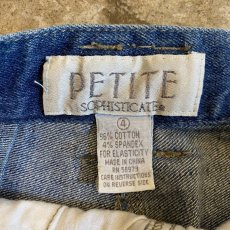 PETITE
SOPHISTICATE®
4
96% COTTON
4% SPANDEX
FOR ELASTICITY
MADE IN CHINA
RN 56979
CARE INSTRUCTIONS
ON REVERSE SIDE